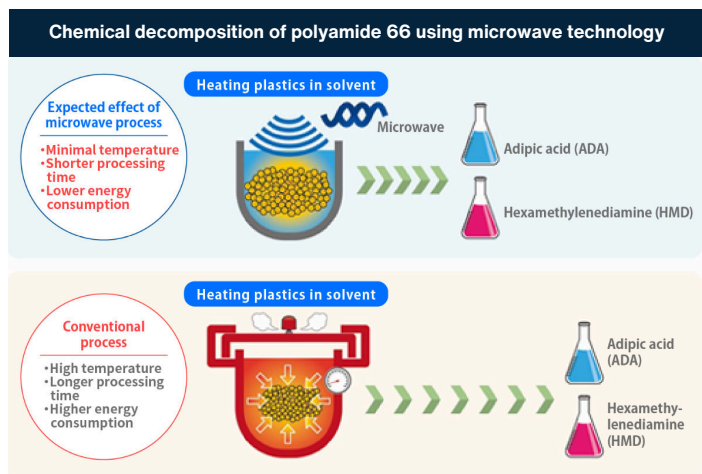 Chemical decomposition of polyamide 66 using microwave technology
Heating plastics in solvent
Expected effect of
microwave process
・Minimal temperature
・Shorter processing
time
・Lower energy
consumption
Microwave
Adipic acid (ADA)
Hexamethylenediamine (HMD)
Heating plastics in solvent
Conventional
process
・High temperature
・Longer processing
time
・Higher energy
consumption
Adipic acid
(ADA)
Hexamethy-
lenediamine
(HMD)